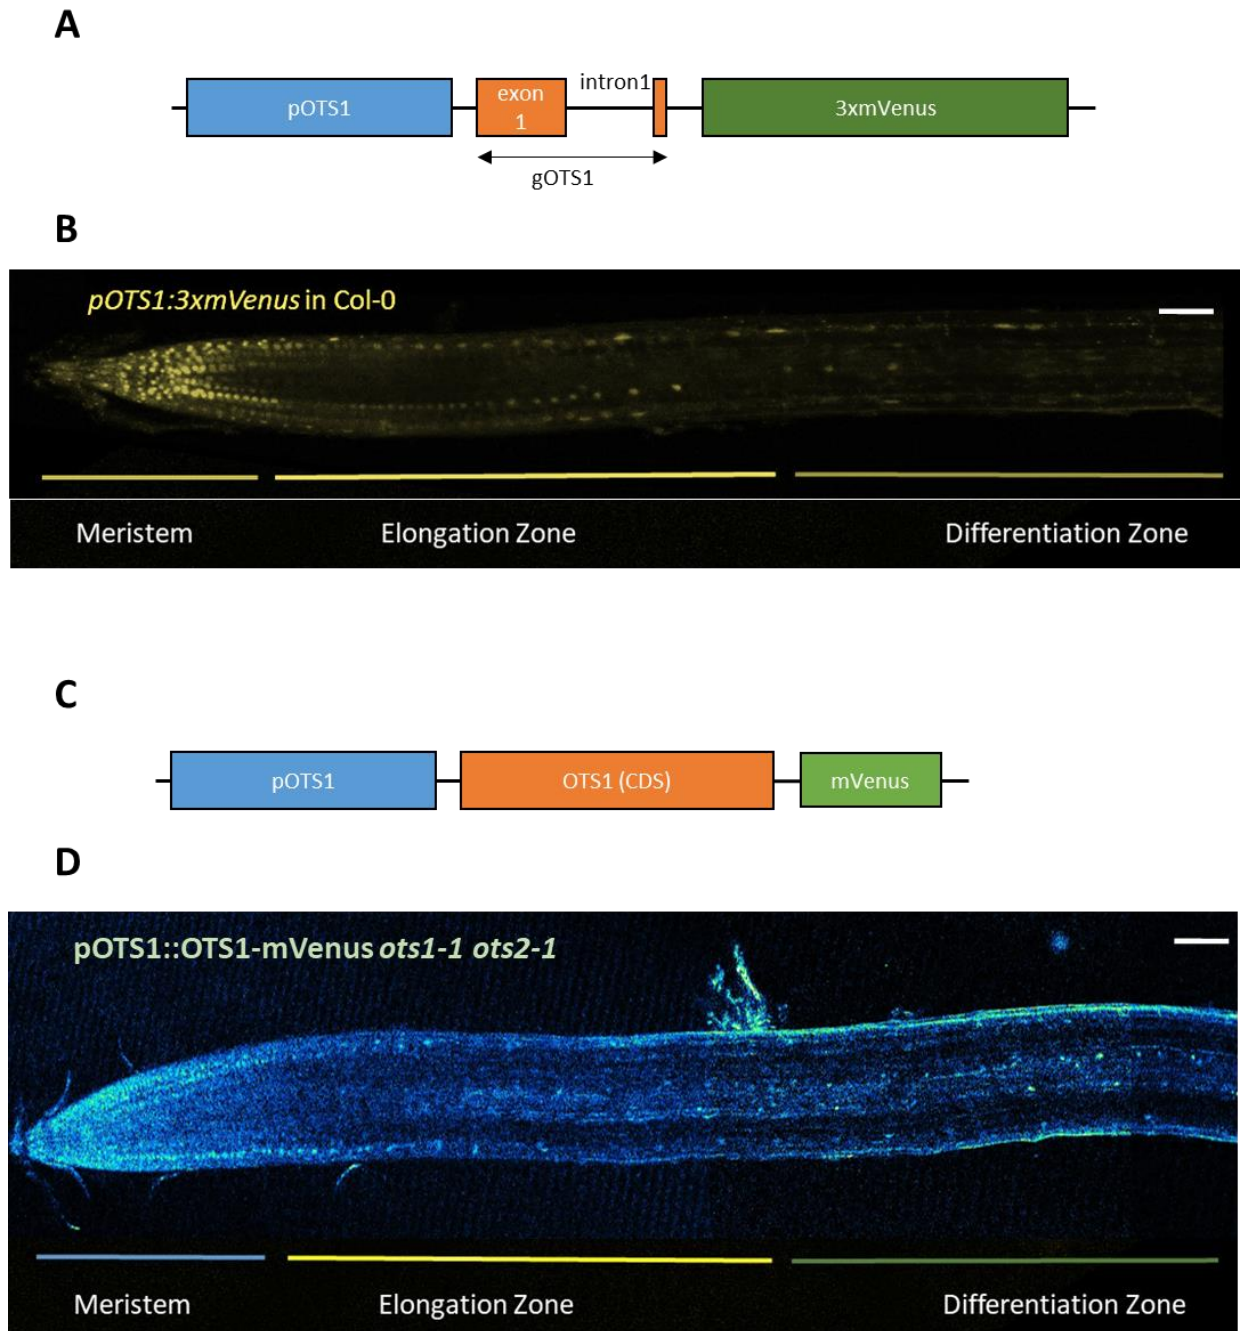 A
pOTS1
exon
1
intron1
3xmVenus
gOTS1
B
pOTS1:3xmVenus in Col-0
Meristem
Elongation Zone
Differentiation Zone
C
pOTS1
OTS1 (CDS)
mVenus
D
pOTS1::OTS1-mVenus ots1-1 ots2-1
Meristem
Elongation Zone
Differentiation Zone